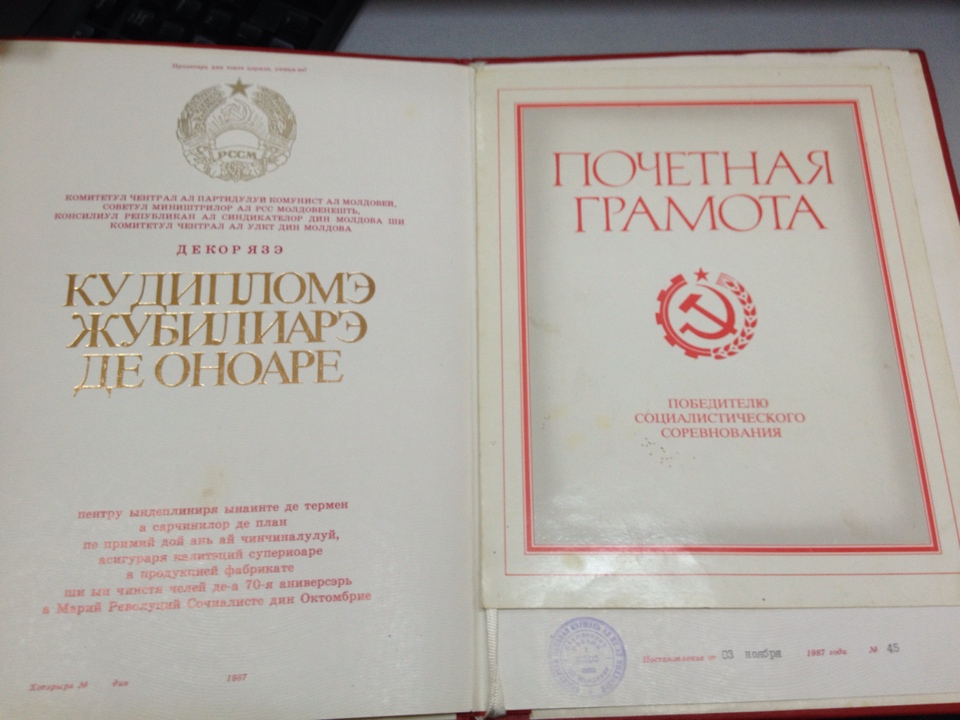 Пролетарь дин тоате цэриле, уници-вэ!
РССМ
КОМИТЕТУЛ ЧЕНТРАЛ АЛ ПАРТИДУЛУИ КОМУНИСТ АЛ МОЛДОВЕЙ,
СОВЕТУЛ МИНИШТРИЛОР АЛ РСС МОЛДОВЕНЕШТЬ,
КОНСИЛИУЛ РЕПУБЛИКАН АЛ СИНДИКАТЕЛОР ДИН МОЛДОВА ШИ
КОМИТЕТУЛ ЧЕНТРАЛ АЛ УЛКТ ДИН МОЛДОВА
ДЕКОРЯЗЭ
КУ ДИПЛОМЭ
ЖУБИЛИАРЭ
ДЕ ОНОАРЕ
пентру ындеплиниря ынаинте де термен
а сарчинилор де план
пе примий дой ань ай чинчиналулуй,
асигураря калитэций супериоаре
а продукцией фабрикате
ши ын чинстя челей де-а 70-я аниверсэрь
а Марий Револуций Сочиалисте дин Октомбрие
Хотэрыря № дин 1987
ПОЧЕТНАЯ
ГРАМОТА
ПОБЕДИТЕЛЮ
СОЦИАЛИСТИЧЕСКОГО
СОРЕВНОВАНИЯ
Постановление от 03 ноября 1987 года № 45